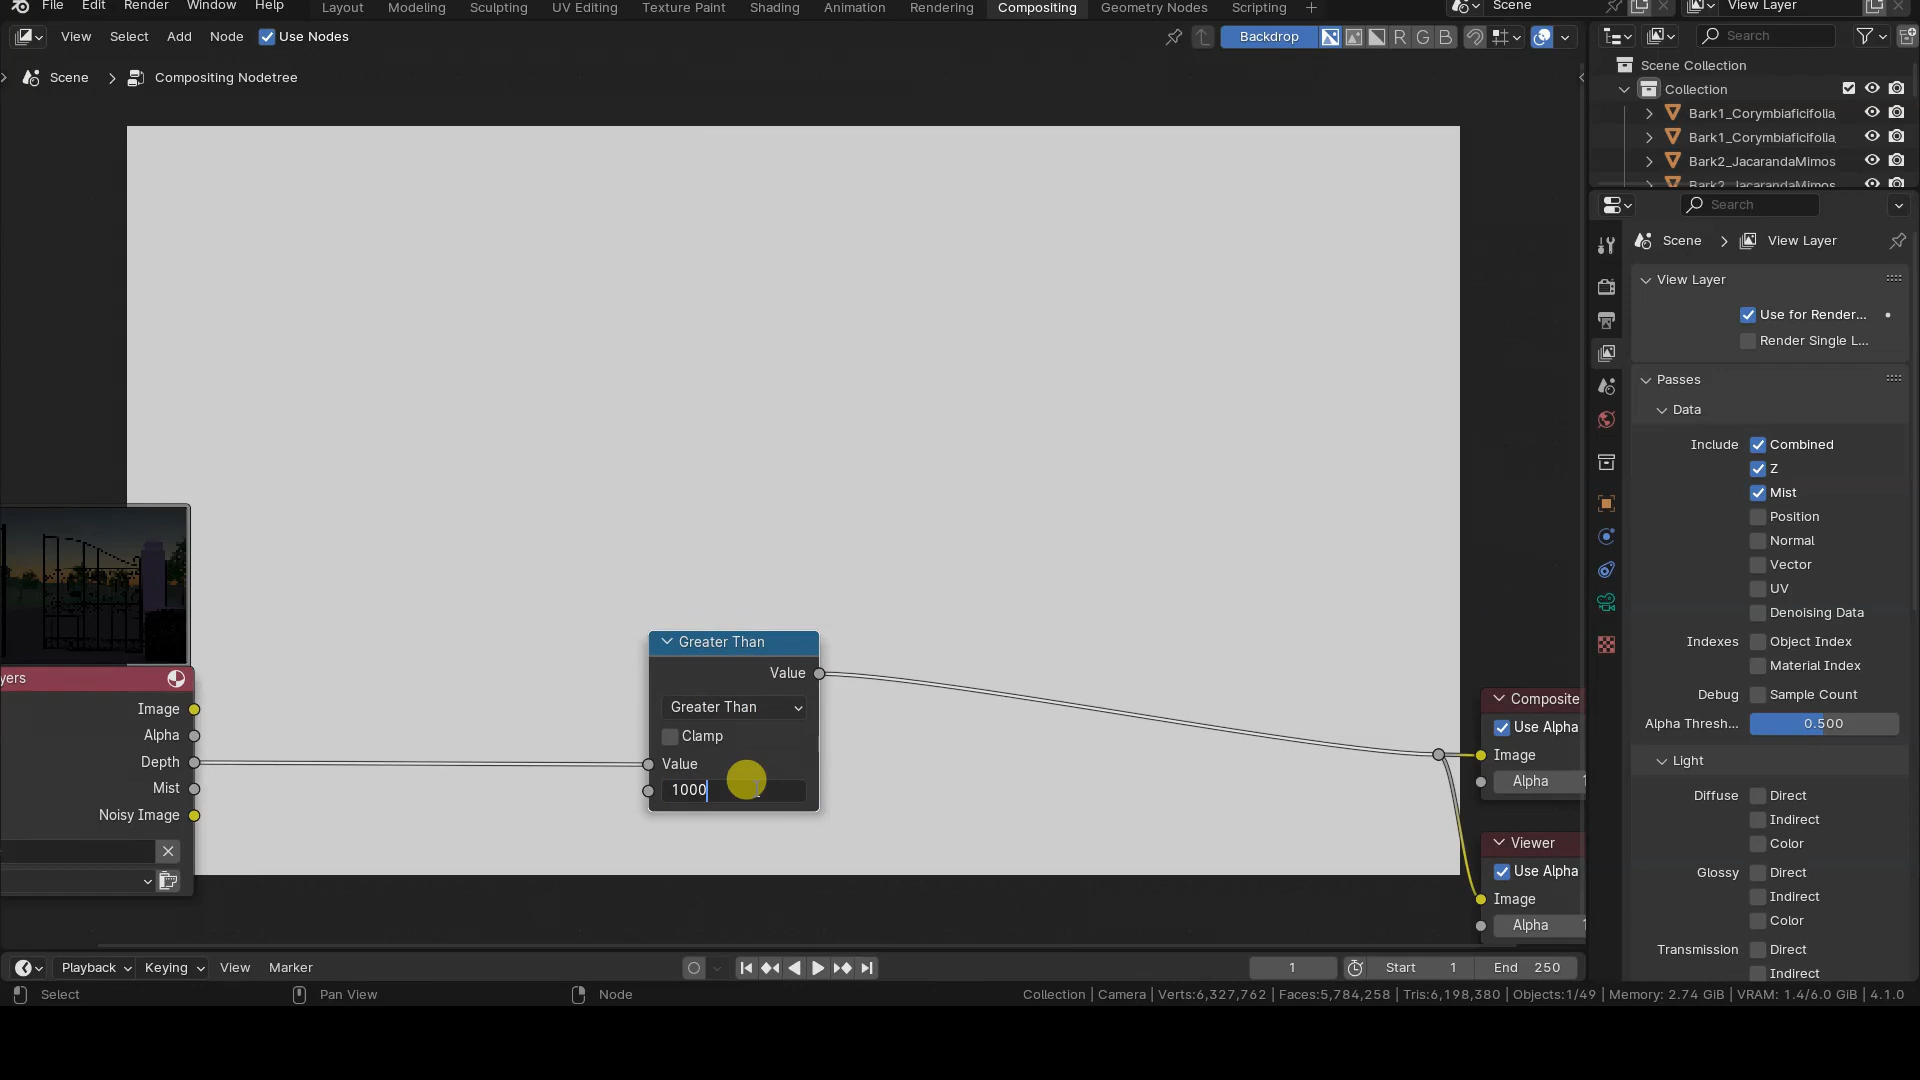 File Edit Render Window Help Layout Modeling Sculpting UV Editing Texture Paint Shading Animation Rendering Compositing Geometry Nodes Scripting + Scene View Layer
View Select Add Node Use Nodes Backdrop R G B Search
Scene > Compositing Nodetree
Scene Collection
Collection
Bark1_Corymbiaficifolia
Bark1_Corymbiaficifolia
Bark2_JacarandaMimos
Bark2_JacarandaMimos
Search
Scene > View Layer
View Layer
Use for Render...
Render Single L...
Passes
Data
Include Combined
Z
Mist
Position
Normal
Vector
UV
Denoising Data
Indexes Object Index
Material Index
Debug Sample Count
Alpha Thresh... 0.500
Light
Diffuse Direct
Indirect
Color
Glossy Direct
Indirect
Color
Transmission Direct
Indirect
yers
Image
Alpha
Depth
Mist
Noisy Image
Greater Than
Value
Greater Than
Clamp
Value
1000
Composite
Use Alpha
Image
Alpha 1
Viewer
Use Alpha
Image
Alpha 1
Playback Keying View Marker 1 Start 1 End 250
Select Pan View Node Collection | Camera | Verts:6,327,762 | Faces:5,784,258 | Tris:6,198,380 | Objects:1/49 | Memory: 2.74 GiB | VRAM: 1.4/6.0 GiB | 4.1.0